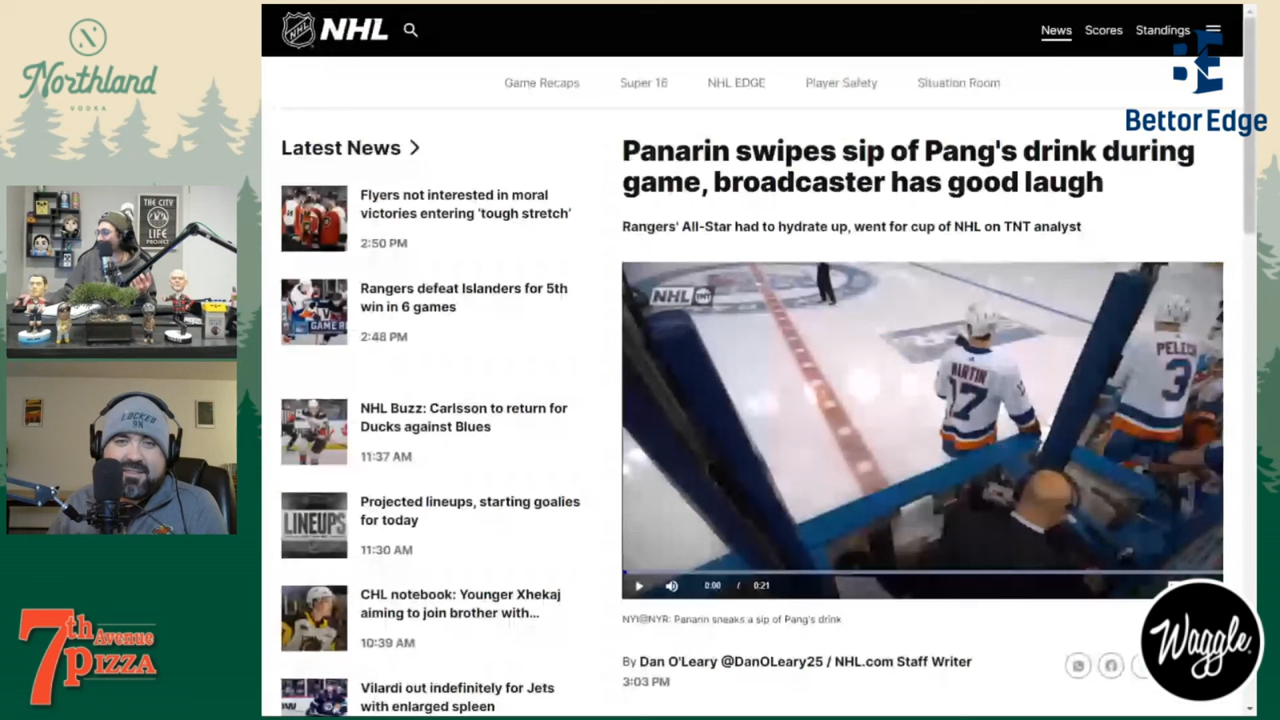 Northland
VODKA
THE CITY
LIFE
PROJECT
LOCKED
IN
7th
Avenue
PIZZA
NHL
NHL
News
Scores
Standings
Game Recaps
Super 16
NHL EDGE
Player Safety
Situation Room
BettorEdge
Latest News
Flyers not interested in moral
victories entering 'tough stretch'
2:50 PM
Rangers defeat Islanders for 5th
win in 6 games
2:48 PM
NHL Buzz: Carlsson to return for
Ducks against Blues
11:37 AM
LINEUPS
Projected lineups, starting goalies
for today
11:30 AM
CHL notebook: Younger Xhekaj
aiming to join brother with...
10:39 AM
Vilardi out indefinitely for Jets
with enlarged spleen
Panarin swipes sip of Pang's drink during
game, broadcaster has good laugh
Rangers' All-Star had to hydrate up, went for cup of NHL on TNT analyst
NHL TNT
MARTIN
17
PELECH
3
0:00 / 0:21
NYI@NYR: Panarin sneaks a sip of Pang's drink
By Dan O'Leary @DanOLeary25 / NHL.com Staff Writer
3:03 PM
Waggle